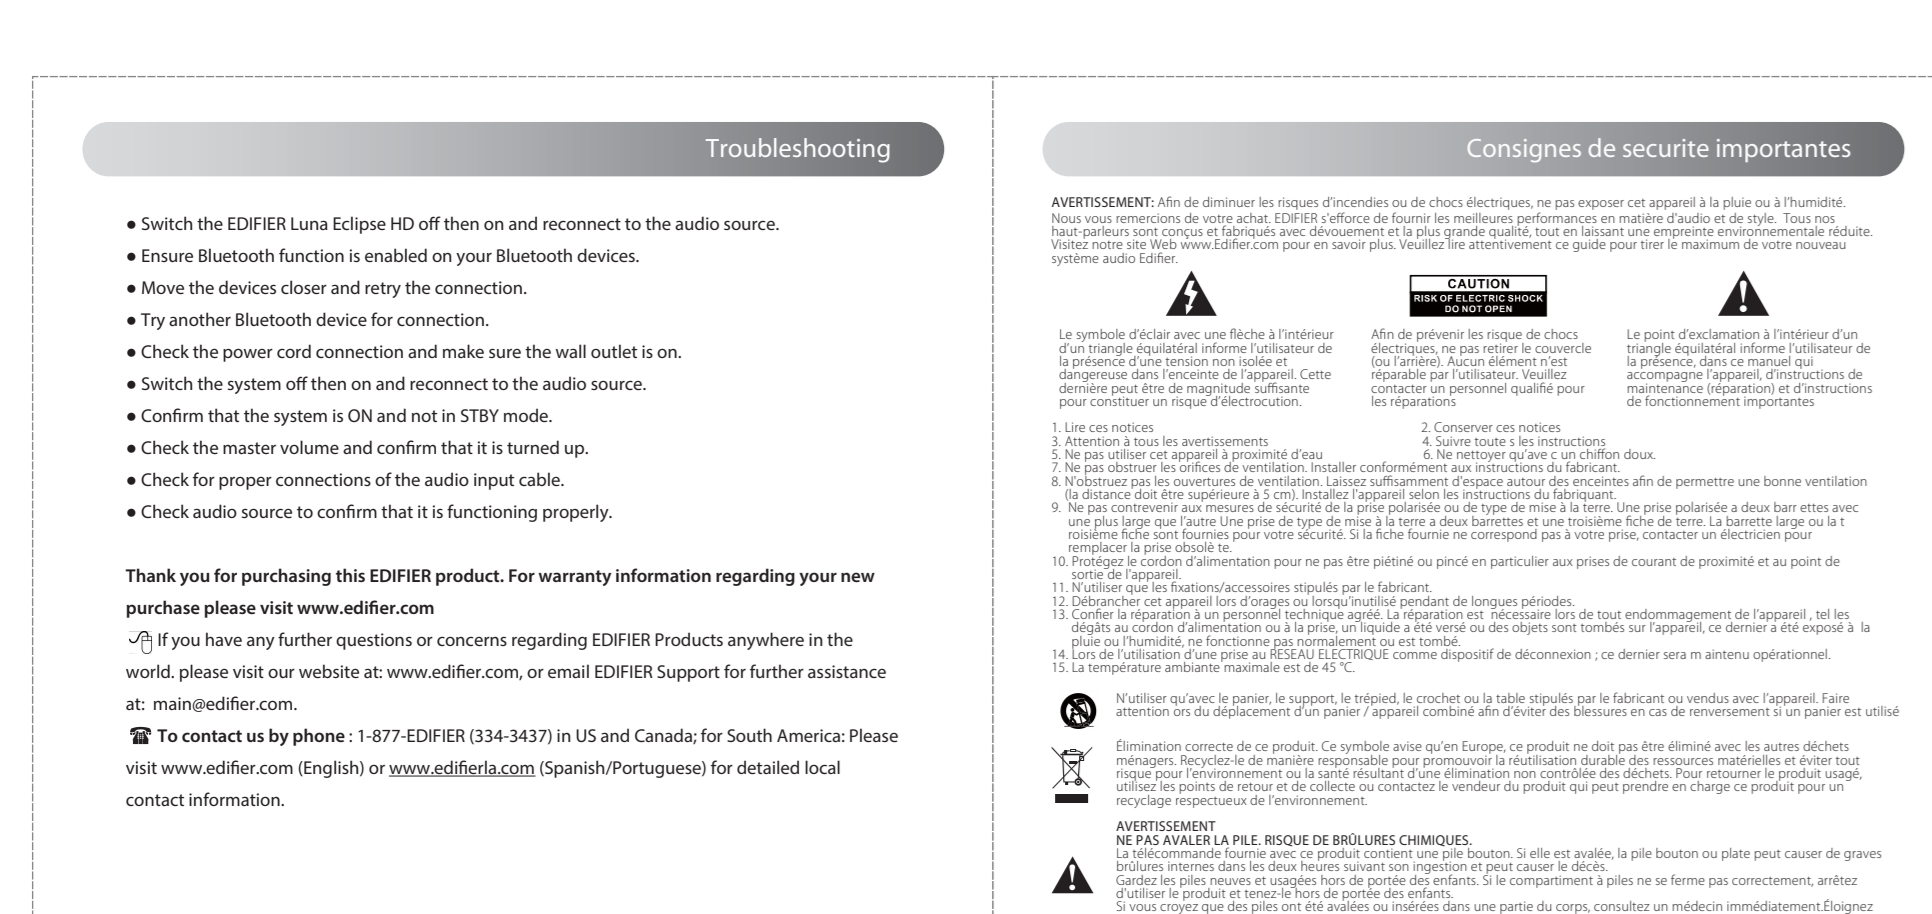 Troubleshooting
● Switch the EDIFIER Luna Eclipse HD off then on and reconnect to the audio source.
● Ensure Bluetooth function is enabled on your Bluetooth devices.
● Move the devices closer and retry the connection.
● Try another Bluetooth device for connection.
● Check the power cord connection and make sure the wall outlet is on.
● Switch the system off then on and reconnect to the audio source.
● Confirm that the system is ON and not in STBY mode.
● Check the master volume and confirm that it is turned up.
● Check for proper connections of the audio input cable.
● Check audio source to confirm that it is functioning properly.
Thank you for purchasing this EDIFIER product. For warranty information regarding your new
purchase please visit www.edifier.com
If you have any further questions or concerns regarding EDIFIER Products anywhere in the
world. please visit our website at: www.edifier.com, or email EDIFIER Support for further assistance
at: main@edifier.com.
☎ To contact us by phone : 1-877-EDIFIER (334-3437) in US and Canada; for South America: Please
visit www.edifier.com (English) or www.edifierla.com (Spanish/Portuguese) for detailed local
contact information.
Consignes de securite importantes
AVERTISSEMENT: Afin de diminuer les risques d’incendies ou de chocs électriques, ne pas exposer cet appareil à la pluie ou à l’humidité.
Nous vous remercions de votre achat. EDIFIER s'efforce de fournir les meilleures performances en matière d'audio et de style. Tous nos
haut-parleurs sont conçus et fabriqués avec dévouement et la plus grande qualité, tout en laissant une empreinte environnementale réduite.
Visitez notre site Web www.Edifier.com pour en savoir plus. Veuillez lire attentivement ce guide pour tirer le maximum de votre nouveau
système audio Edifier.
Le symbole d’éclair avec une flèche à l’intérieur
d’un triangle équilatéral informe l’utilisateur de
la présence d’une tension non isolée et
dangereuse dans l’enceinte de l’appareil. Cette
dernière peut être de magnitude suffisante
pour constituer un risque d’électrocution.
CAUTION
RISK OF ELECTRIC SHOCK
DO NOT OPEN
Afin de prévenir les risque de chocs
électriques, ne pas retirer le couvercle
(ou l’arrière). Aucun élément n’est
réparable par l’utilisateur. Veuillez
contacter un personnel qualifié pour
les réparations
Le point d’exclamation à l’intérieur d’un
triangle équilatéral informe l’utilisateur de
la présence, dans ce manuel qui
accompagne l’appareil, d’instructions de
maintenance (réparation) et d’instructions
de fonctionnement importantes
1. Lire ces notices 2. Conserver ces notices
3. Attention à tous les avertissements 4. Suivre toute s les instructions
5. Ne pas utiliser cet appareil à proximité d’eau 6. Ne nettoyer qu’ave c un chiffon doux.
7. Ne pas obstruer les orifices de ventilation. Installer conformément aux instructions du fabricant.
8. N'obstruez pas les ouvertures de ventilation. Laissez suffisamment d'espace autour des enceintes afin de permettre une bonne ventilation
(la distance doit être supérieure à 5 cm). Installez l'appareil selon les instructions du fabriquant.
9. Ne pas contrevenir aux mesures de sécurité de la prise polarisée ou de type de mise à la terre. Une prise polarisée a deux barr ettes avec
une plus large que l’autre Une prise de type de mise à la terre a deux barrettes et une troisième fiche de terre. La barrette large ou la t
roisième fiche sont fournies pour votre sécurité. Si la fiche fournie ne correspond pas à votre prise, contacter un électricien pour
remplacer la prise obsolè te.
10. Protégez le cordon d’alimentation pour ne pas être piétiné ou pincé en particulier aux prises de courant de proximité et au point de
sortie de l'appareil.
11. N’utiliser que les fixations/accessoires stipulés par le fabricant.
12. Débrancher cet appareil lors d’orages ou lorsqu’inutilisé pendant de longues périodes.
13. Confier la réparation à un personnel technique agréé. La réparation est nécessaire lors de tout endommagement de l’appareil , tel les
dégâts au cordon d’alimentation ou à la prise, un liquide a été versé ou des objets sont tombés sur l’appareil, ce dernier a été exposé à la
pluie ou l’humidité, ne fonctionne pas normalement ou est tombé.
14. Lors de l’utilisation d’une prise au RESEAU ELECTRIQUE comme dispositif de déconnexion ; ce dernier sera m aintenu opérationnel.
15. La température ambiante maximale est de 45 °C.
N’utiliser qu’avec le panier, le support, le trépied, le crochet ou la table stipulés par le fabricant ou vendus avec l’appareil. Faire
attention ors du déplacement d’un panier / appareil combiné afin d’éviter des blessures en cas de renversement si un panier est utilisé
Élimination correcte de ce produit. Ce symbole avise qu’en Europe, ce produit ne doit pas être éliminé avec les autres déchets
ménagers. Recyclez-le de manière responsable pour promouvoir la réutilisation durable des ressources matérielles et éviter tout
risque pour l’environnement ou la santé résultant d’une élimination non contrôlée des déchets. Pour retourner le produit usagé,
utilisez les points de retour et de collecte ou contactez le vendeur du produit qui peut prendre en charge ce produit pour un
recyclage respectueux de l’environnement.
AVERTISSEMENT
NE PAS AVALER LA PILE. RISQUE DE BRÛLURES CHIMIQUES.
La télécommande fournie avec ce produit contient une pile bouton. Si elle est avalée, la pile bouton ou plate peut causer de graves
brûlures internes dans les deux heures suivant son ingestion et peut causer le décès.
Gardez les piles neuves et usagées hors de portée des enfants. Si le compartiment à piles ne se ferme pas correctement, arrêtez
d'utiliser le produit et tenez-le hors de portée des enfants.
Si vous croyez que des piles ont été avalées ou insérées dans une partie du corps, consultez un médecin immédiatement.Éloignez